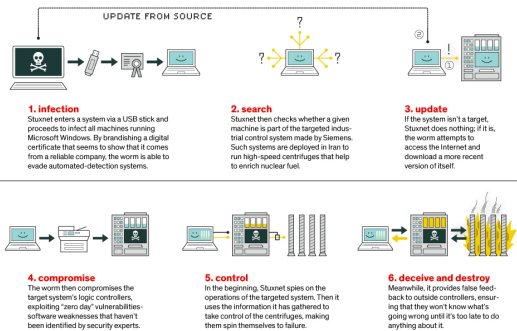 UPDATE FROM SOURCE
?
? ?
②
!
①
1. infection
Stuxnet enters a system via a USB stick and
proceeds to infect all machines running
Microsoft Windows. By brandishing a digital
certificate that seems to show that it comes
from a reliable company, the worm is able to
evade automated-detection systems.
2. search
Stuxnet then checks whether a given
machine is part of the targeted indus-
trial control system made by Siemens.
Such systems are deployed in Iran to
run high-speed centrifuges that help
to enrich nuclear fuel.
3. update
If the system isn't a target,
Stuxnet does nothing; if it is,
the worm attempts to
access the Internet and
download a more recent
version of itself.
4. compromise
The worm then compromises the
target system's logic controllers,
exploiting "zero day" vulnerabilities-
software weaknesses that haven't
been identified by security experts.
5. control
In the beginning, Stuxnet spies on the
operations of the targeted system. Then it
uses the information it has gathered to
take control of the centrifuges, making
them spin themselves to failure.
6. deceive and destroy
Meanwhile, it provides false feed-
back to outside controllers, ensur-
ing that they won't know what's
going wrong until it's too late to do
anything about it.